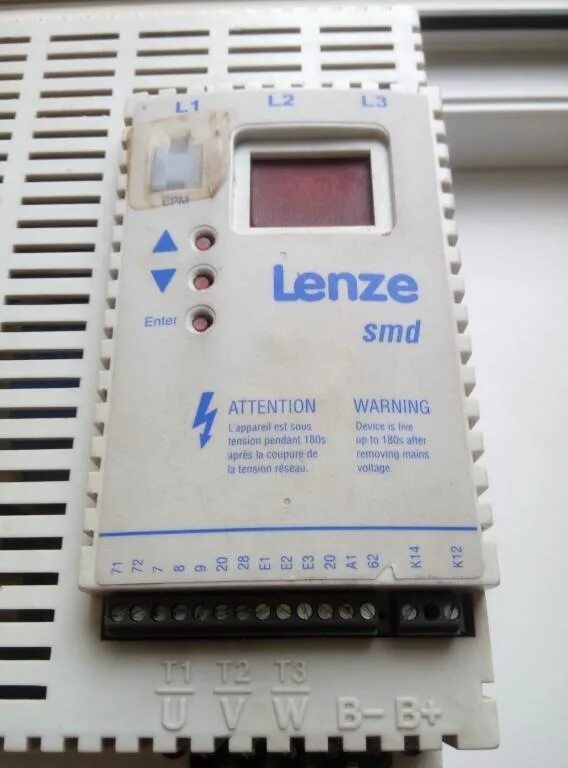 L1 L2 L3
EPM
Enter
Lenze
smd
ATTENTION
L'appareil est sous
tension pendant 180s
après la coupure de
la tension réseau.
WARNING
Device is live
up to 180s after
removing mains
voltage.
71 72 7 8 9 20 28 E1 E2 E3 20 A1 62 K14 K12
T1 T2 T3
U V W B- B+